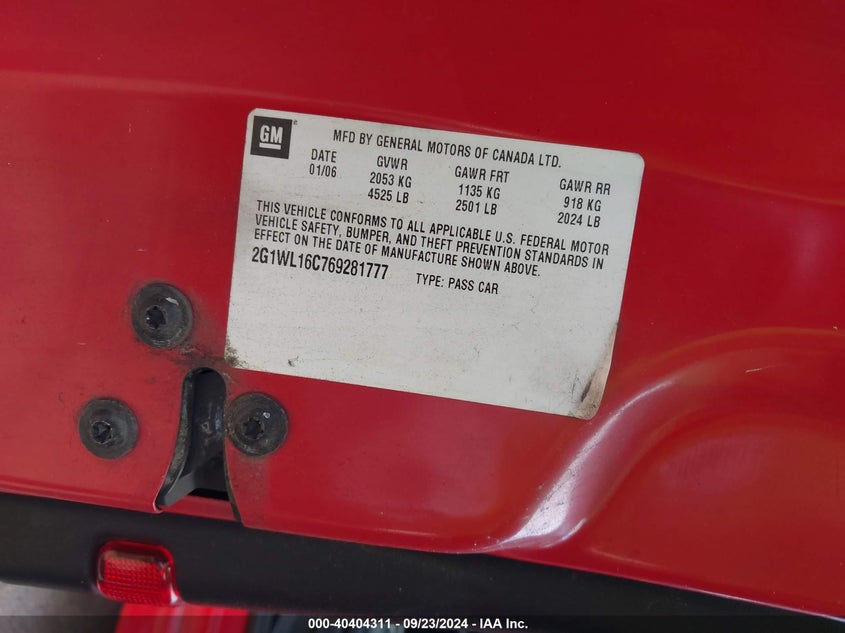 GM
MFD BY GENERAL MOTORS OF CANADA LTD.
DATE GVWR GAWR FRT GAWR RR
01/06 2053 KG 1135 KG 918 KG
4525 LB 2501 LB 2024 LB
THIS VEHICLE CONFORMS TO ALL APPLICABLE U.S. FEDERAL MOTOR
VEHICLE SAFETY, BUMPER, AND THEFT PREVENTION STANDARDS IN
EFFECT ON THE DATE OF MANUFACTURE SHOWN ABOVE.
2G1WL16C769281777 TYPE: PASS CAR
000-40404311 - 09/23/2024 - IAA Inc.